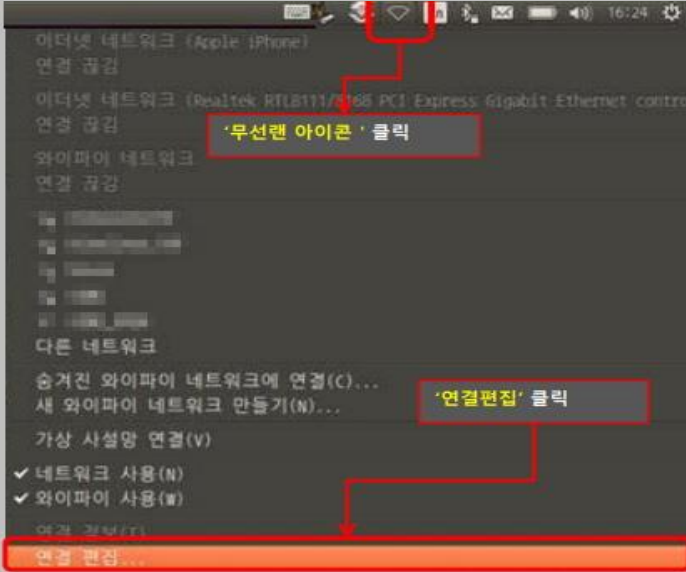 16:24
이더넷 네트워크 (Apple iPhone)
연결 끊김
이더넷 네트워크 (Realtek RTL8111/8168 PCI Express Gigabit Ethernet contro
연결 끊김
'무선랜 아이콘 ' 클릭
와이파이 네트워크
연결 끊김
다른 네트워크
숨겨진 와이파이 네트워크에 연결(C)...
새 와이파이 네트워크 만들기(N)...
'연결편집' 클릭
가상 사설망 연결(V)
네트워크 사용(N)
와이파이 사용(W)
연결 정보(I)
연결 편집...